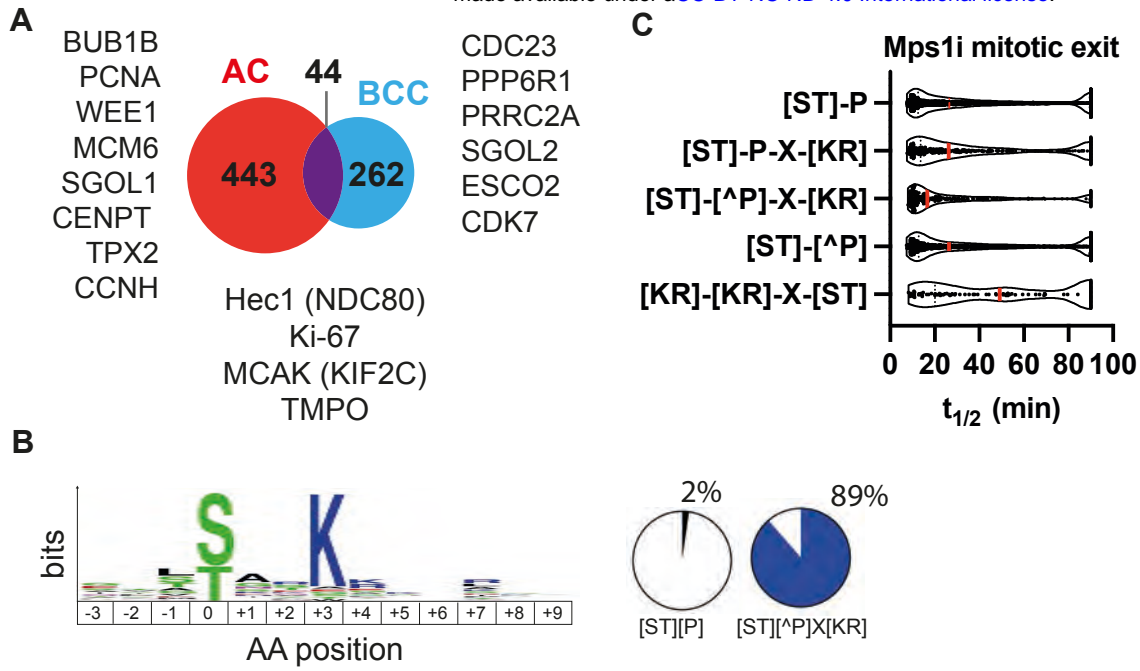 A
BUB1B
PCNA
WEE1
MCM6
SGOL1
CENPT
TPX2
CCNH
AC
44
BCC
443
262
CDC23
PPP6R1
PRRC2A
SGOL2
ESCO2
CDK7
Hec1 (NDC80)
Ki-67
MCAK (KIF2C)
TMPO
C
Mps1i mitotic exit
[ST]-P
[ST]-P-X-[KR]
[ST]-[^P]-X-[KR]
[ST]-[^P]
[KR]-[KR]-X-[ST]
0 20 40 60 80 100
t1/2 (min)
B
bits
S
T
K
L
A
-3 -2 -1 0 +1 +2 +3 +4 +5 +6 +7 +8 +9
AA position
2%
89%
[ST][P]
[ST][^P]X[KR]